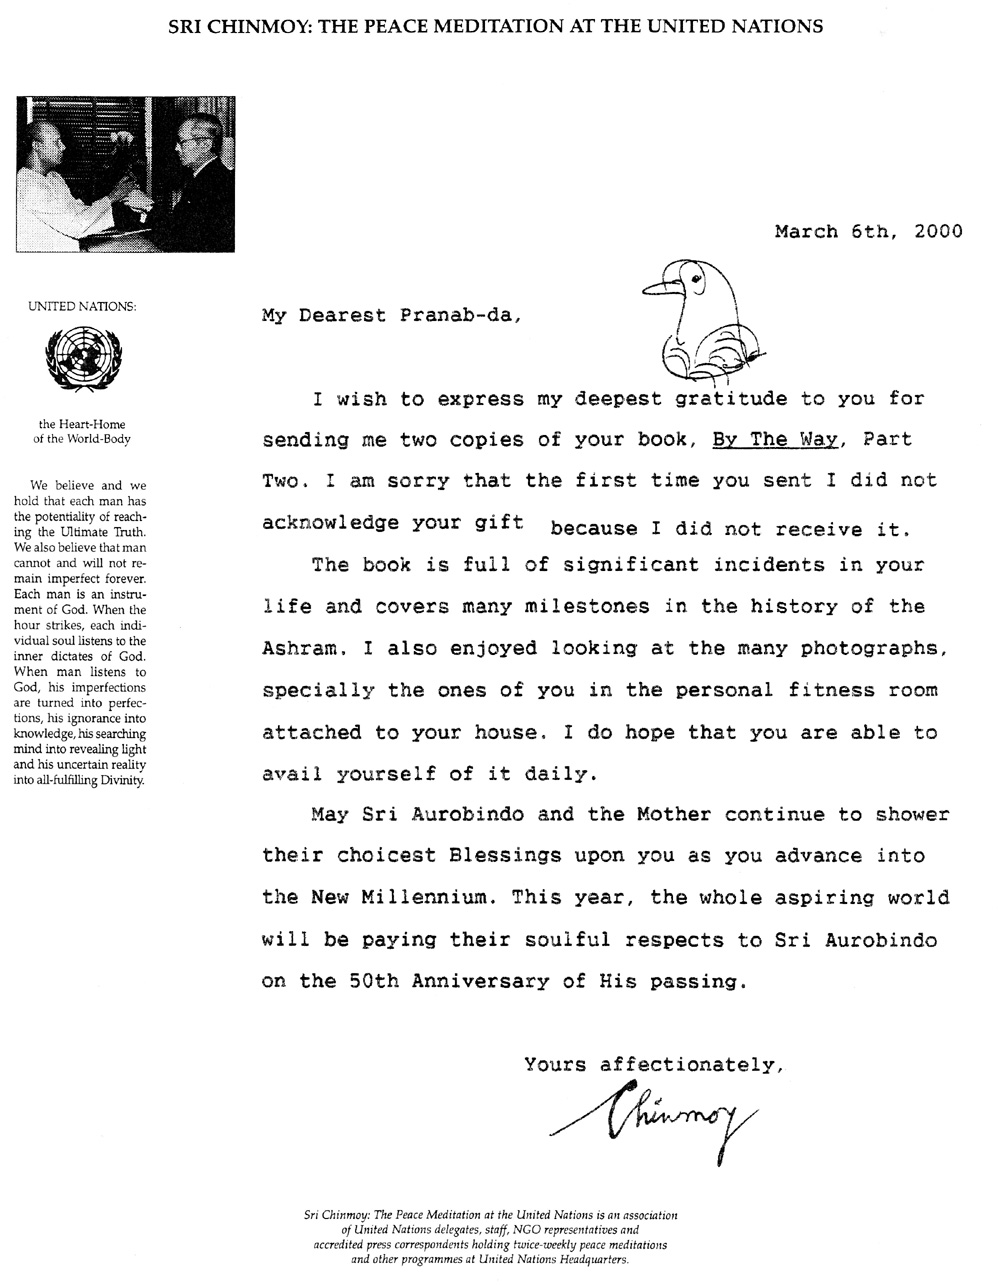 SRI CHINMOY: THE PEACE MEDITATION AT THE UNITED NATIONS
March 6th, 2000
UNITED NATIONS:
the Heart-Home
of the World-Body
We believe and we
hold that each man has
the potentiality of reach-
ing the Ultimate Truth.
We also believe that man
cannot and will not re-
main imperfect forever.
Each man is an instru-
ment of God. When the
hour strikes, each indi-
vidual soul listens to the
inner dictates of God.
When man listens to
God, his imperfections
are turned into perfec-
tions, his ignorance into
knowledge, his searching
mind into revealing light
and his uncertain reality
into all-fulfilling Divinity.
My Dearest Pranab-da,
I wish to express my deepest gratitude to you for
sending me two copies of your book, By The Way, Part
Two. I am sorry that the first time you sent I did not
acknowledge your gift because I did not receive it.
The book is full of significant incidents in your
life and covers many milestones in the history of the
Ashram. I also enjoyed looking at the many photographs,
specially the ones of you in the personal fitness room
attached to your house. I do hope that you are able to
avail yourself of it daily.
May Sri Aurobindo and the Mother continue to shower
their choicest Blessings upon you as you advance into
the New Millennium. This year, the whole aspiring world
will be paying their soulful respects to Sri Aurobindo
on the 50th Anniversary of His passing.
Yours affectionately,
Chinmoy
Sri Chinmoy: The Peace Meditation at the United Nations is an association
of United Nations delegates, staff, NGO representatives and
accredited press correspondents holding twice-weekly peace meditations
and other programmes at United Nations Headquarters.